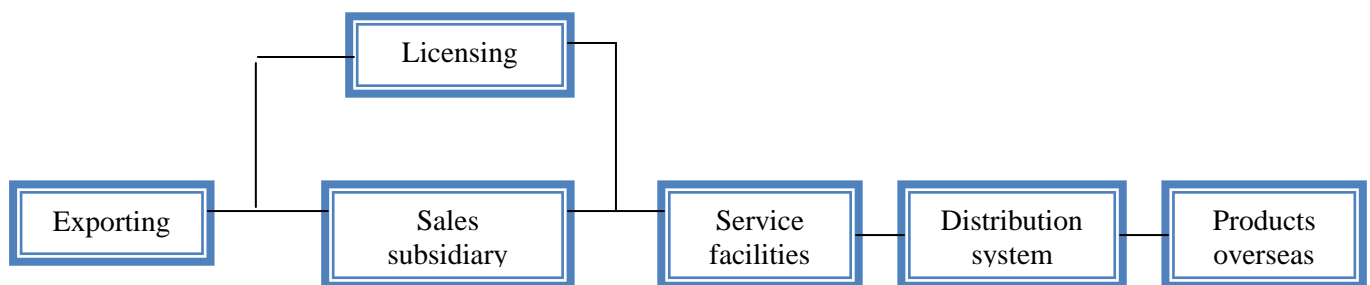 Licensing
Exporting
Sales
subsidiary
Service
facilities
Distribution
system
Products
overseas